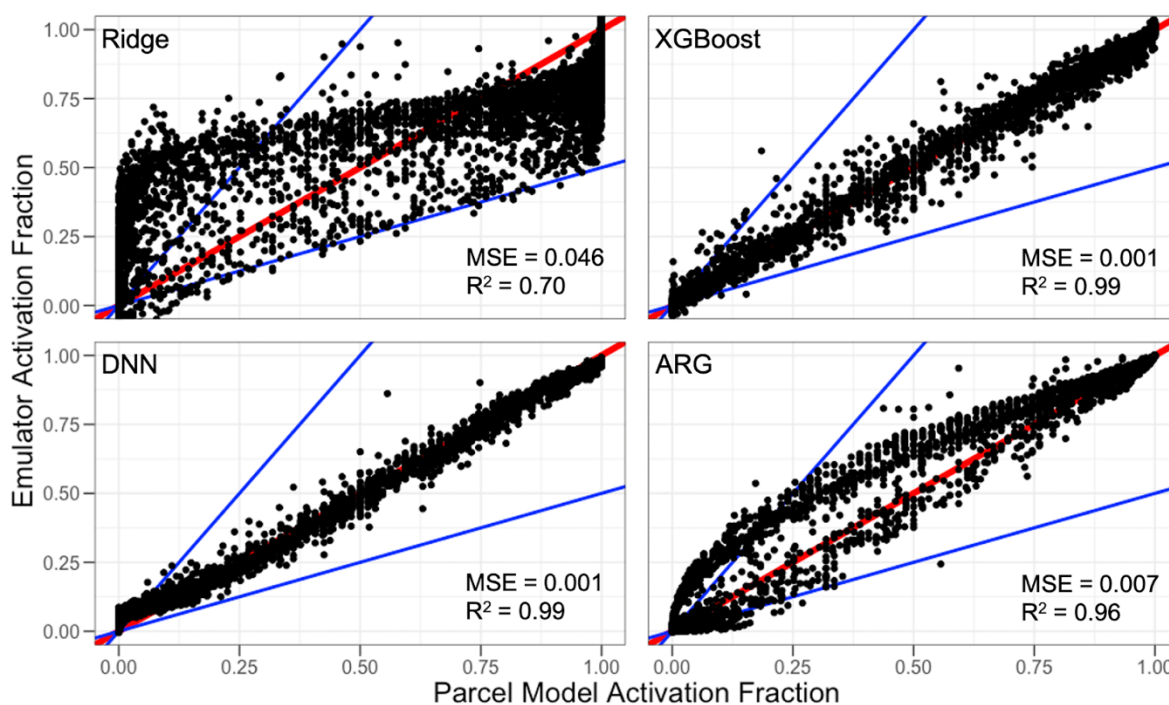 Ridge
XGBoost
1.00
0.75
0.50
0.25
0.00
MSE = 0.046
R² = 0.70
MSE = 0.001
R² = 0.99
DNN
ARG
1.00
0.75
0.50
0.25
0.00
MSE = 0.001
R² = 0.99
MSE = 0.007
R² = 0.96
0.00 0.25 0.50 0.75 1.00
0.00 0.25 0.50 0.75 1.00
Emulator Activation Fraction
Parcel Model Activation Fraction